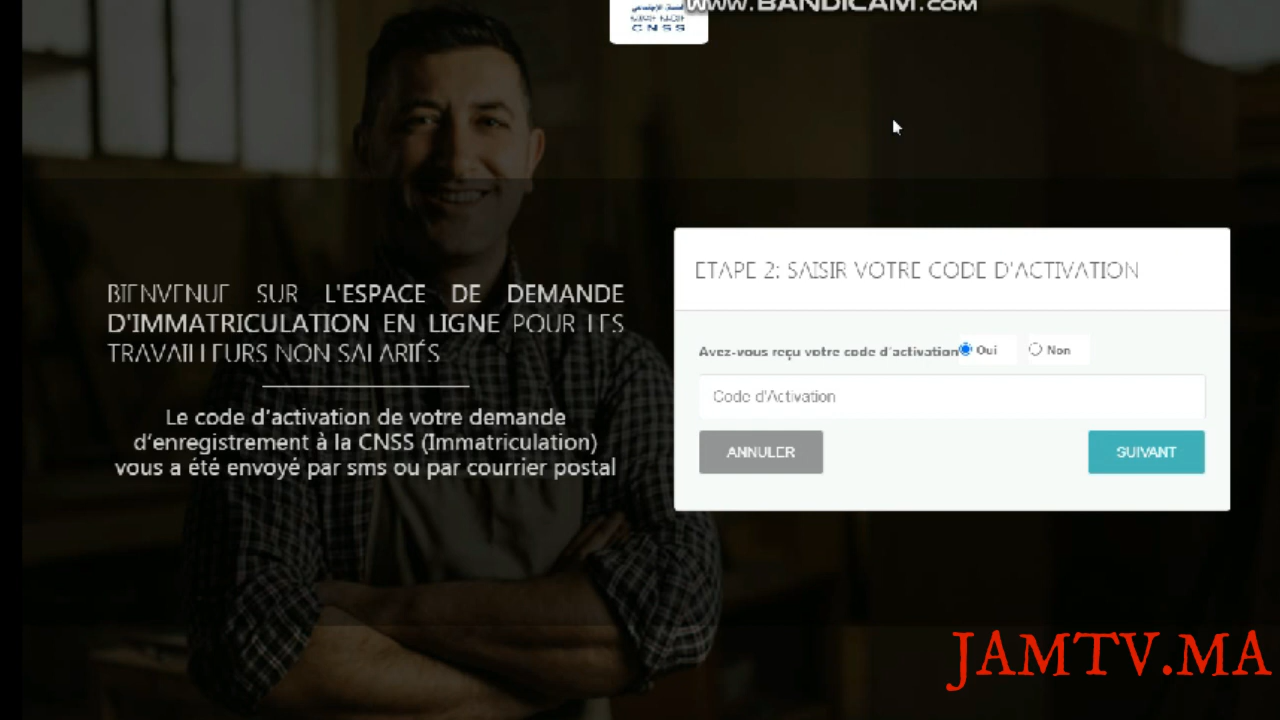 www.BANDICAM.com
CNSS
BIENVENUE SUR L'ESPACE DE DEMANDE
D'IMMATRICULATION EN LIGNE POUR LES
TRAVAILLEURS NON SALARIÉS
Le code d'activation de votre demande
d'enregistrement à la CNSS (Immatriculation)
vous a été envoyé par sms ou par courrier postal
ETAPE 2: SAISIR VOTRE CODE D'ACTIVATION
Avez-vous reçu votre code d'activation Oui Non
Code d'Activation
ANNULER SUIVANT
JAMTV.MA